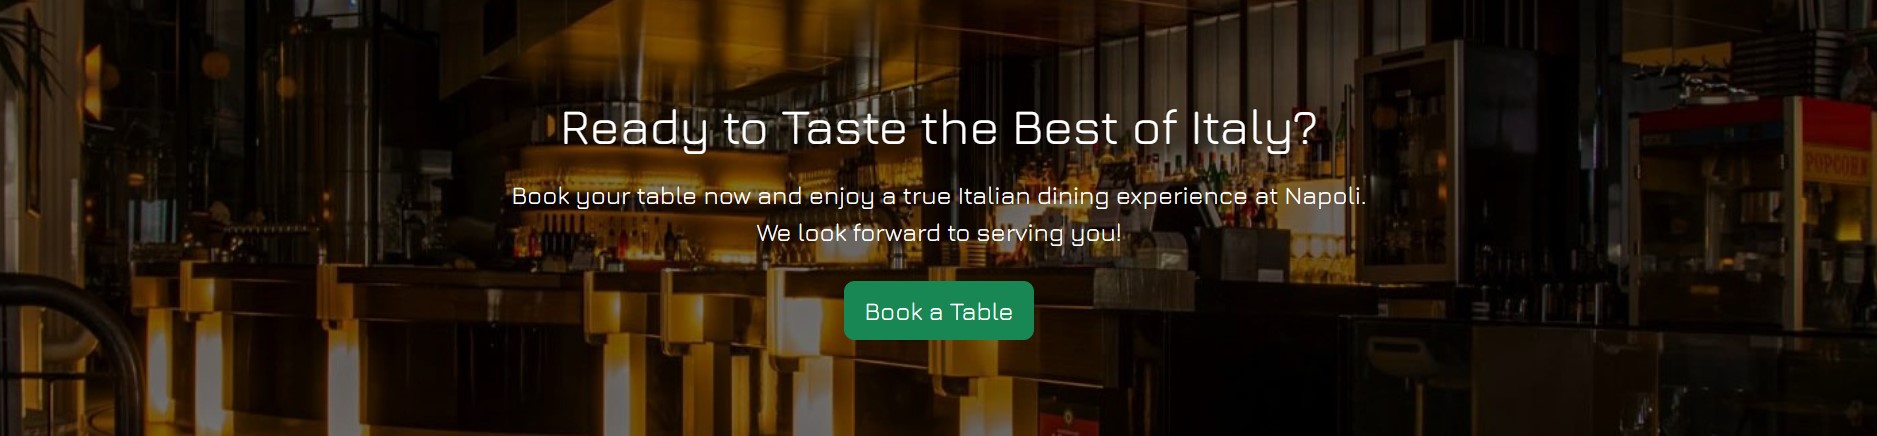 Ready to Taste the Best of Italy?
Book your table now and enjoy a true Italian dining experience at Napoli.
We look forward to serving you!
Book a Table
POPCORN